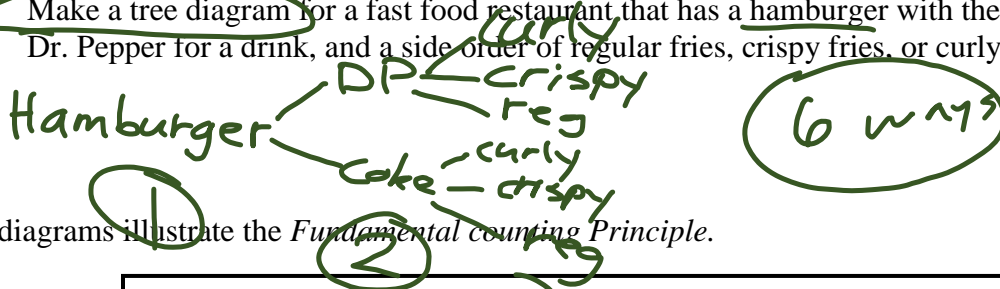 Make a tree diagram for a fast food restaurant that has a hamburger with the
Dr. Pepper for a drink, and a side order of regular fries, crispy fries, or curly
curly
DP crispy
reg
Hamburger
6 ways
curly
Coke crispy
reg
1
diagrams illustrate the Fundamental counting Principle.
2